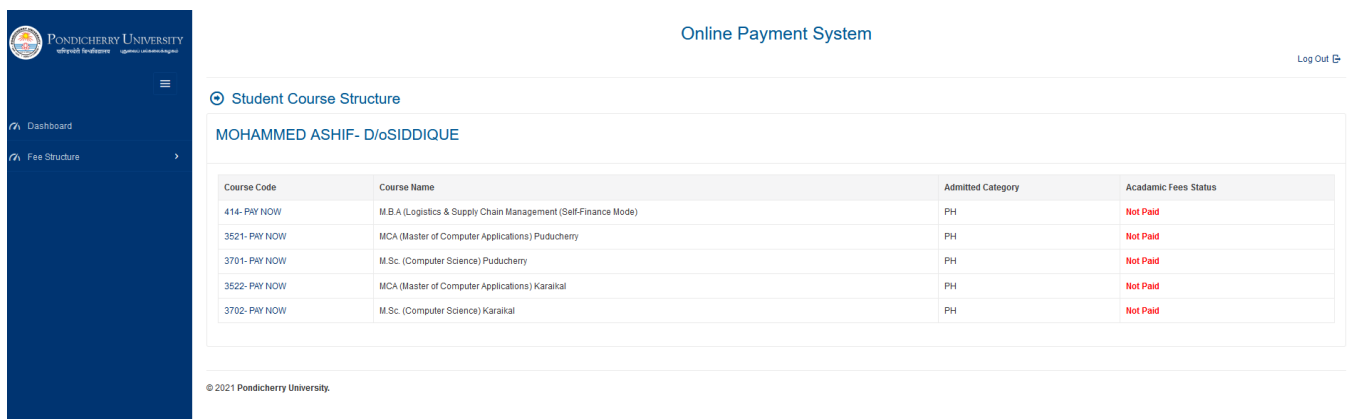 PONDICHERRY UNIVERSITY
Online Payment System
Log Out
Student Course Structure
Dashboard
MOHAMMED ASHIF- D/oSIDDIQUE
Fee Structure
Course Code Course Name Admitted Category Acadamic Fees Status
414- PAY NOW M.B.A (Logistics & Supply Chain Management (Self-Finance Mode) PH Not Paid
3521- PAY NOW MCA (Master of Computer Applications) Puducherry PH Not Paid
3701- PAY NOW M.Sc. (Computer Science) Puducherry PH Not Paid
3522- PAY NOW MCA (Master of Computer Applications) Karaikal PH Not Paid
3702- PAY NOW M.Sc. (Computer Science) Karaikal PH Not Paid
© 2021 Pondicherry University.